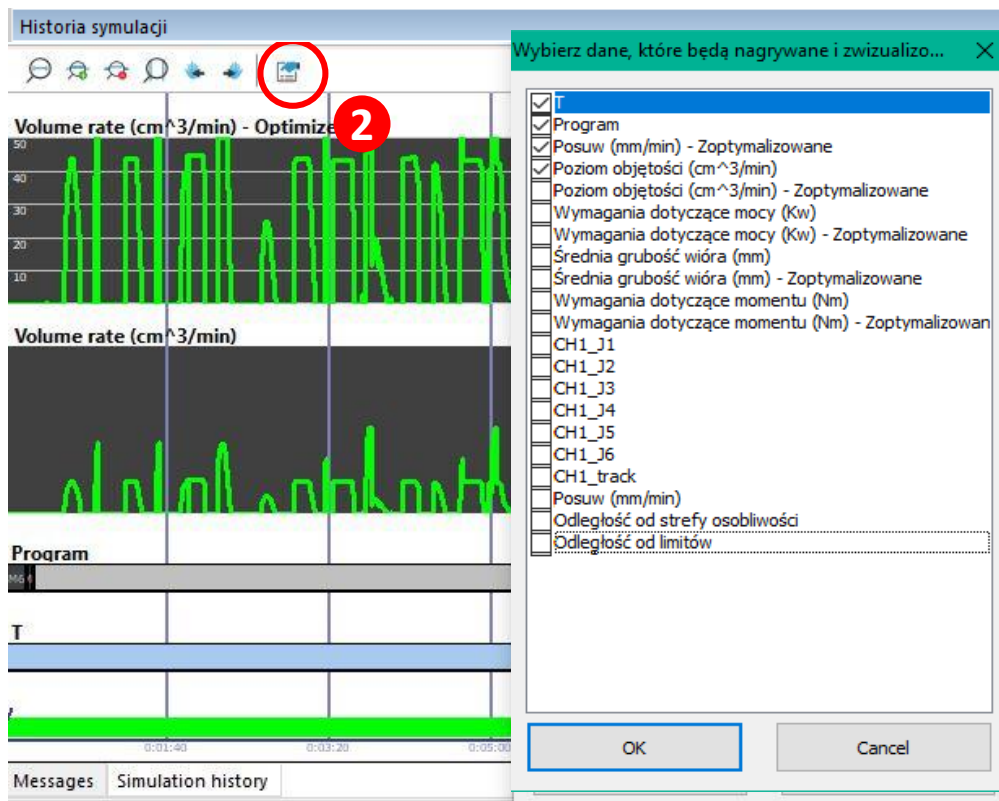 Historia symulacji
2
Volume rate (cm^3/min) - Optimize
50
40
30
20
10
Volume rate (cm^3/min)
Program
M6
T
0:01:40
0:03:20
0:05:00
Messages
Simulation history
Wybierz dane, które będą nagrywane i zwizualizo...
T
Program
Posuw (mm/min) - Zoptymalizowane
Poziom objętości (cm^3/min)
Poziom objętości (cm^3/min) - Zoptymalizowane
Wymagania dotyczące mocy (Kw)
Wymagania dotyczące mocy (Kw) - Zoptymalizowane
Średnia grubość wióra (mm)
Średnia grubość wióra (mm) - Zoptymalizowane
Wymagania dotyczące momentu (Nm)
Wymagania dotyczące momentu (Nm) - Zoptymalizowan
CH1_J1
CH1_J2
CH1_J3
CH1_J4
CH1_J5
CH1_J6
CH1_track
Posuw (mm/min)
Odległość od strefy osobliwości
Odległość od limitów
OK
Cancel